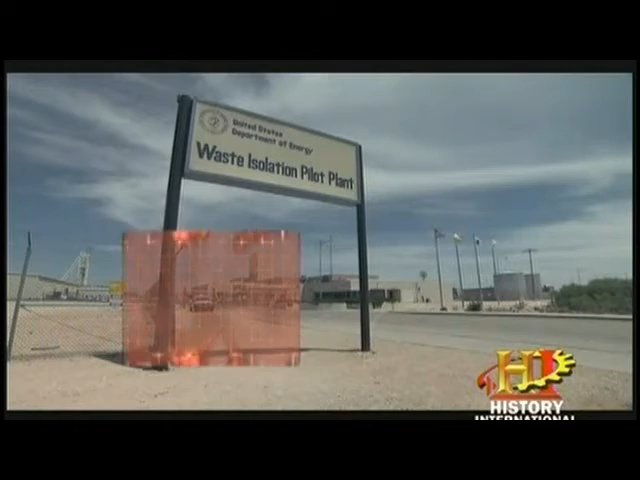 United States
Department of Energy
Waste Isolation Pilot Plant
H
HISTORY
INTERNATIONAL